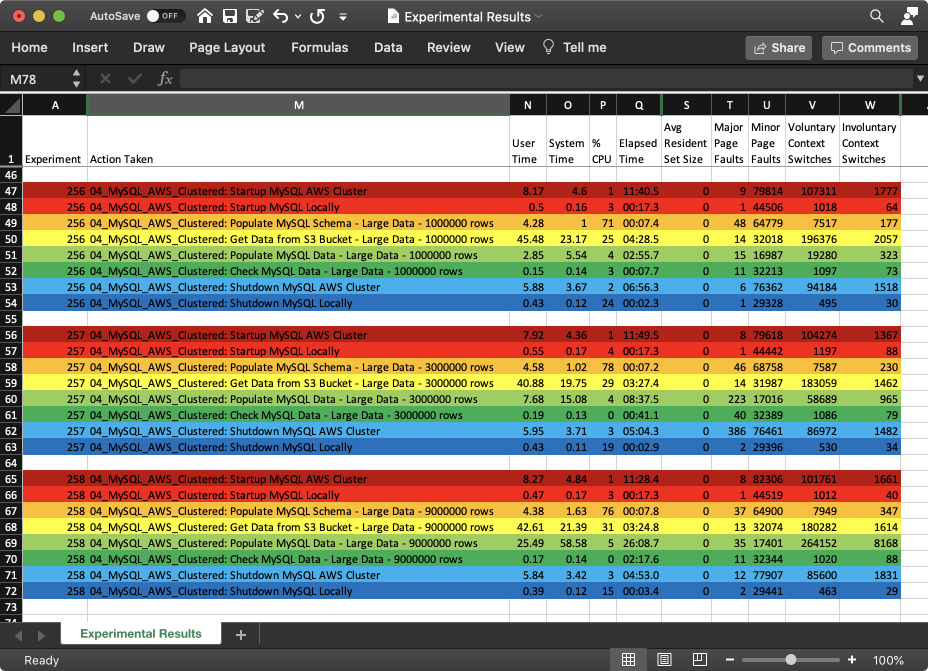 AutoSave OFF Experimental Results
Home Insert Draw Page Layout Formulas Data Review View Tell me Share Comments
M78 fx
A M N O P Q S T U V W
1 Experiment Action Taken User Time System Time % CPU Elapsed Time Avg Resident Set Size Major Page Faults Minor Page Faults Voluntary Context Switches Involuntary Context Switches
46
47 256 04_MySQL_AWS_Clustered: Startup MySQL AWS Cluster 8.17 4.6 1 11:40.5 0 9 79814 107311 1777
48 256 04_MySQL_AWS_Clustered: Startup MySQL Locally 0.5 0.16 3 00:17.3 0 1 44506 1018 64
49 256 04_MySQL_AWS_Clustered: Populate MySQL Schema - Large Data - 1000000 rows 4.28 1 71 00:07.4 0 48 64779 7517 177
50 256 04_MySQL_AWS_Clustered: Get Data from S3 Bucket - Large Data - 1000000 rows 45.48 23.17 25 04:28.5 0 14 32018 196376 2057
51 256 04_MySQL_AWS_Clustered: Populate MySQL Data - Large Data - 1000000 rows 2.85 5.54 4 02:55.7 0 15 16987 19280 323
52 256 04_MySQL_AWS_Clustered: Check MySQL Data - Large Data - 1000000 rows 0.15 0.14 3 00:07.7 0 11 32213 1097 73
53 256 04_MySQL_AWS_Clustered: Shutdown MySQL AWS Cluster 5.88 3.67 2 06:56.3 0 6 76362 94184 1518
54 256 04_MySQL_AWS_Clustered: Shutdown MySQL Locally 0.43 0.12 24 00:02.3 0 1 29328 495 30
55
56 257 04_MySQL_AWS_Clustered: Startup MySQL AWS Cluster 7.92 4.36 1 11:49.5 0 8 79618 104274 1367
57 257 04_MySQL_AWS_Clustered: Startup MySQL Locally 0.55 0.17 4 00:17.3 0 1 44442 1197 88
58 257 04_MySQL_AWS_Clustered: Populate MySQL Schema - Large Data - 3000000 rows 4.58 1.02 78 00:07.2 0 46 68758 7587 230
59 257 04_MySQL_AWS_Clustered: Get Data from S3 Bucket - Large Data - 3000000 rows 40.88 19.75 29 03:27.4 0 14 31987 183059 1462
60 257 04_MySQL_AWS_Clustered: Populate MySQL Data - Large Data - 3000000 rows 7.68 15.08 4 08:37.5 0 223 17016 58689 965
61 257 04_MySQL_AWS_Clustered: Check MySQL Data - Large Data - 3000000 rows 0.19 0.13 0 00:41.1 0 40 32389 1086 79
62 257 04_MySQL_AWS_Clustered: Shutdown MySQL AWS Cluster 5.95 3.71 3 05:04.3 0 386 76461 86972 1482
63 257 04_MySQL_AWS_Clustered: Shutdown MySQL Locally 0.43 0.11 19 00:02.9 0 2 29396 530 34
64
65 258 04_MySQL_AWS_Clustered: Startup MySQL AWS Cluster 8.27 4.84 1 11:28.4 0 8 82306 101761 1661
66 258 04_MySQL_AWS_Clustered: Startup MySQL Locally 0.47 0.17 3 00:17.3 0 1 44519 1012 40
67 258 04_MySQL_AWS_Clustered: Populate MySQL Schema - Large Data - 9000000 rows 4.38 1.63 76 00:07.8 0 37 64900 7949 347
68 258 04_MySQL_AWS_Clustered: Get Data from S3 Bucket - Large Data - 9000000 rows 42.61 21.39 31 03:24.8 0 13 32074 180282 1614
69 258 04_MySQL_AWS_Clustered: Populate MySQL Data - Large Data - 9000000 rows 25.49 58.58 5 26:08.7 0 35 17401 264152 8168
70 258 04_MySQL_AWS_Clustered: Check MySQL Data - Large Data - 9000000 rows 0.17 0.14 0 02:17.6 0 11 32344 1020 88
71 258 04_MySQL_AWS_Clustered: Shutdown MySQL AWS Cluster 5.84 3.42 3 04:53.0 0 12 77907 85600 1831
72 258 04_MySQL_AWS_Clustered: Shutdown MySQL Locally 0.39 0.12 15 00:03.4 0 2 29441 463 29
73
Experimental Results +
Ready 100%